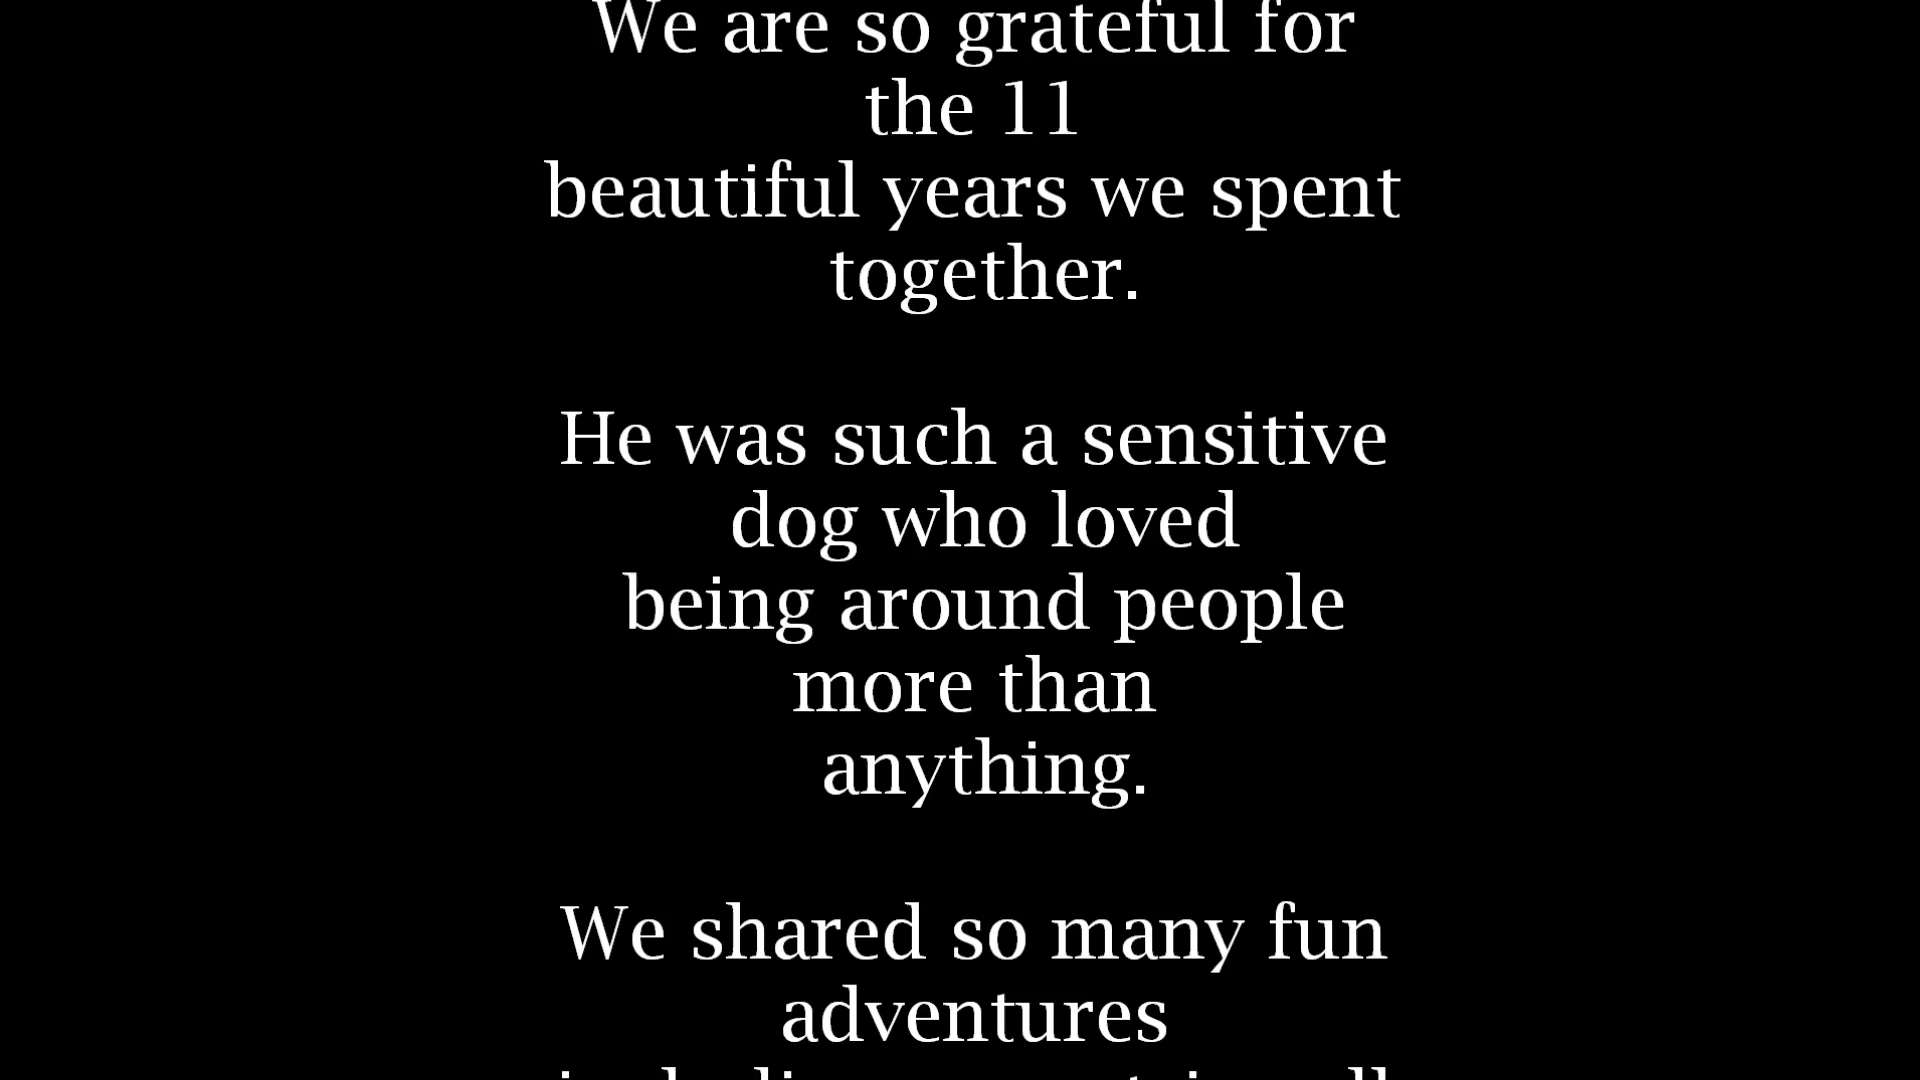 We are so grateful for
the 11
beautiful years we spent
together.
He was such a sensitive
dog who loved
being around people
more than
anything.
We shared so many fun
adventures